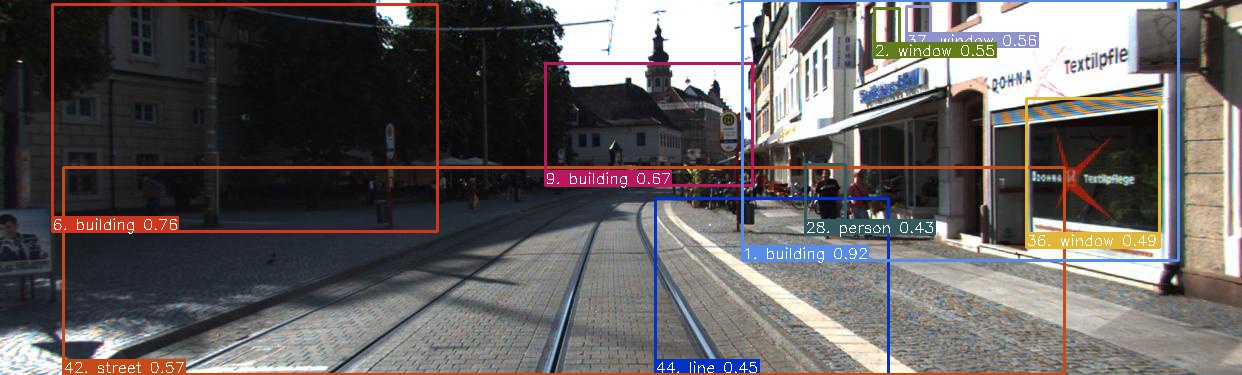 37. window 0.56
2. window 0.55
DOHNA
Textilpfle
H
9. building 0.67
DOHNA
Textilpflege
6. building 0.76
28. person 0.43
36. window 0.49
1. building 0.92
42. street 0.57
44. line 0.45